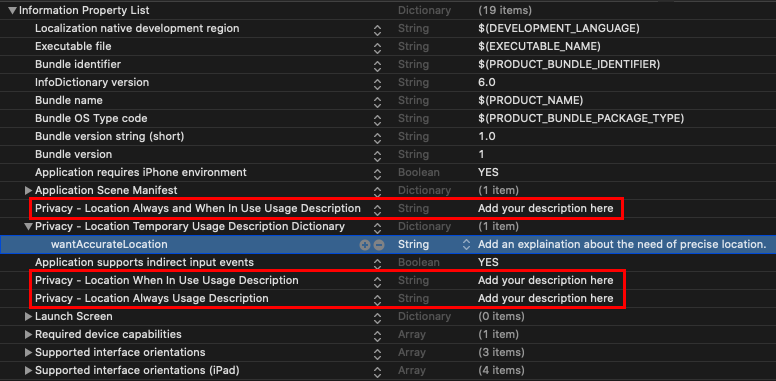 Information Property List Dictionary (19 items)
Localization native development region String $(DEVELOPMENT_LANGUAGE)
Executable file String $(EXECUTABLE_NAME)
Bundle identifier String $(PRODUCT_BUNDLE_IDENTIFIER)
InfoDictionary version String 6.0
Bundle name String $(PRODUCT_NAME)
Bundle OS Type code String $(PRODUCT_BUNDLE_PACKAGE_TYPE)
Bundle version string (short) String 1.0
Bundle version String 1
Application requires iPhone environment Boolean YES
Application Scene Manifest Dictionary (1 item)
Privacy - Location Always and When In Use Usage Description String Add your description here
Privacy - Location Temporary Usage Description Dictionary Dictionary (1 item)
wantAccurateLocation String Add an explaination about the need of precise location.
Application supports indirect input events Boolean YES
Privacy - Location When In Use Usage Description String Add your description here
Privacy - Location Always Usage Description String Add your description here
Launch Screen Dictionary (0 items)
Required device capabilities Array (1 item)
Supported interface orientations Array (3 items)
Supported interface orientations (iPad) Array (4 items)